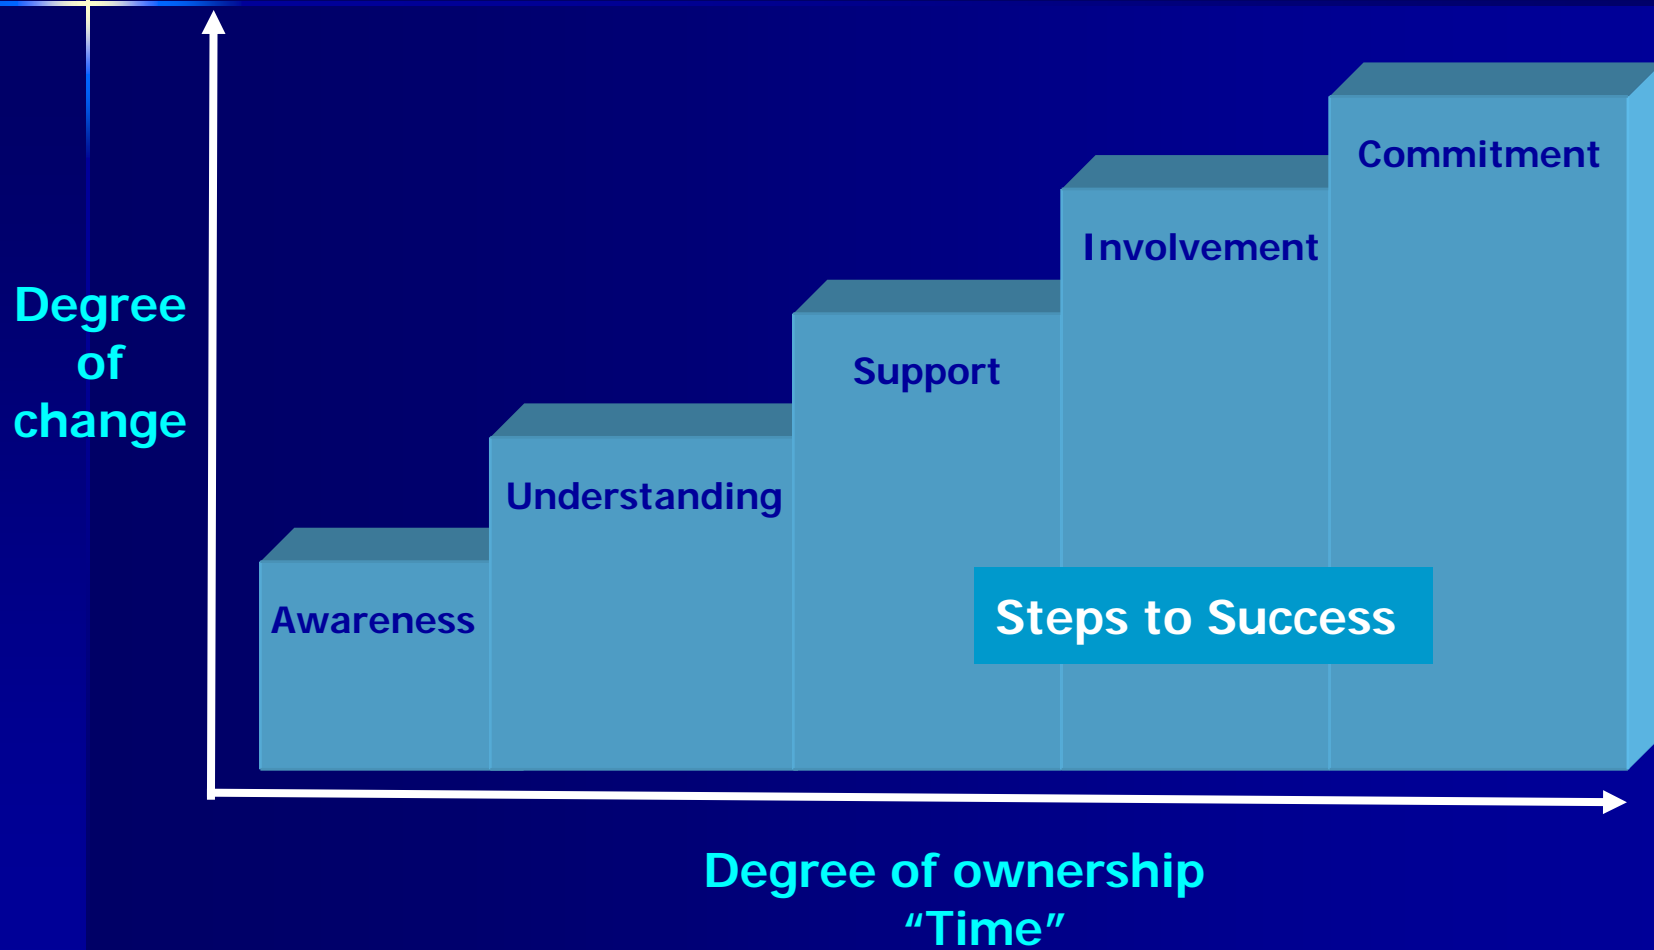 Commitment
Involvement
Degree
of
change
Support
Understanding
Awareness
Steps to Success
Degree of ownership
“Time”